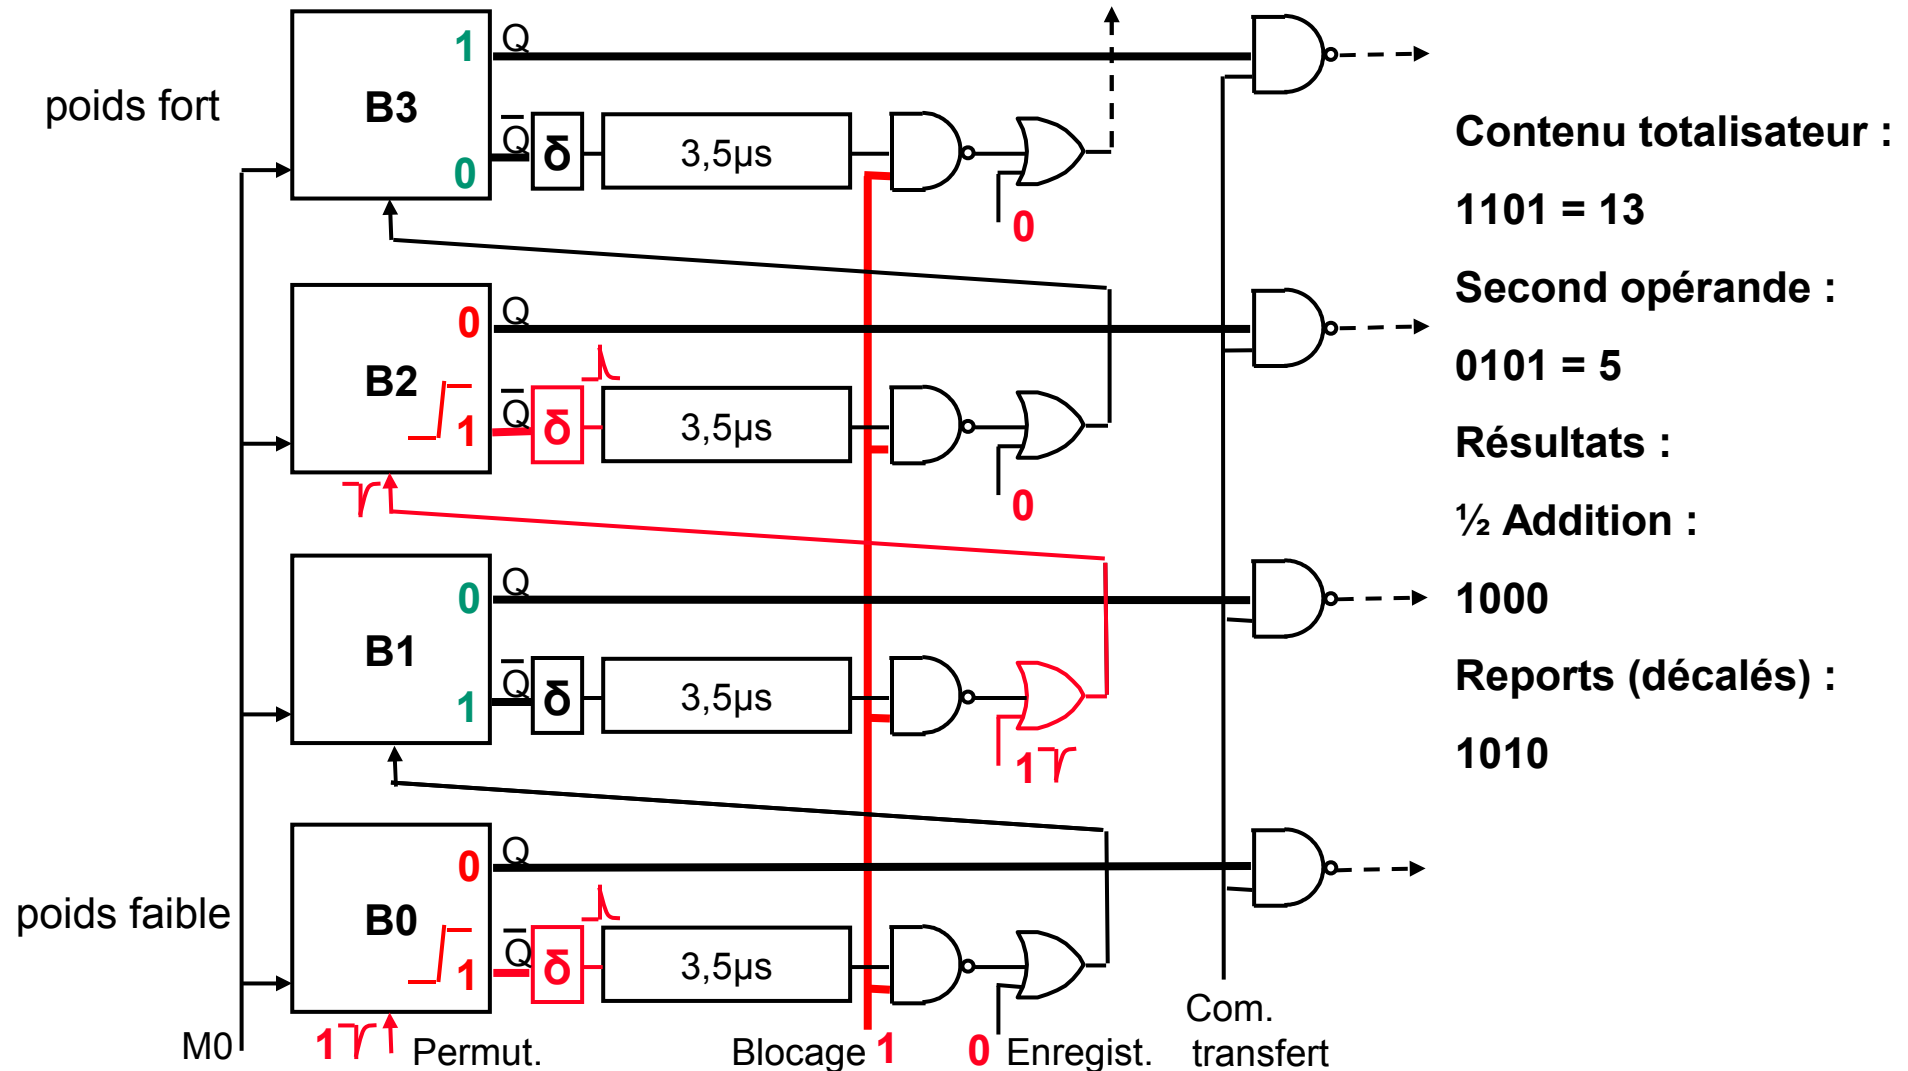 1 Q
poids fort
B3
Q
δ
3,5µs
0
0
0 Q
B2
1
Q
δ
3,5µs
0
0 Q
B1
1
Q
δ
3,5µs
1
0 Q
poids faible
B0
1
Q
δ
3,5µs
M0
1
Permut.
Blocage 1
0 Enregist.
Com.
transfert
Contenu totalisateur :
1101 = 13
Second opérande :
0101 = 5
Résultats :
½ Addition :
1000
Reports (décalés) :
1010